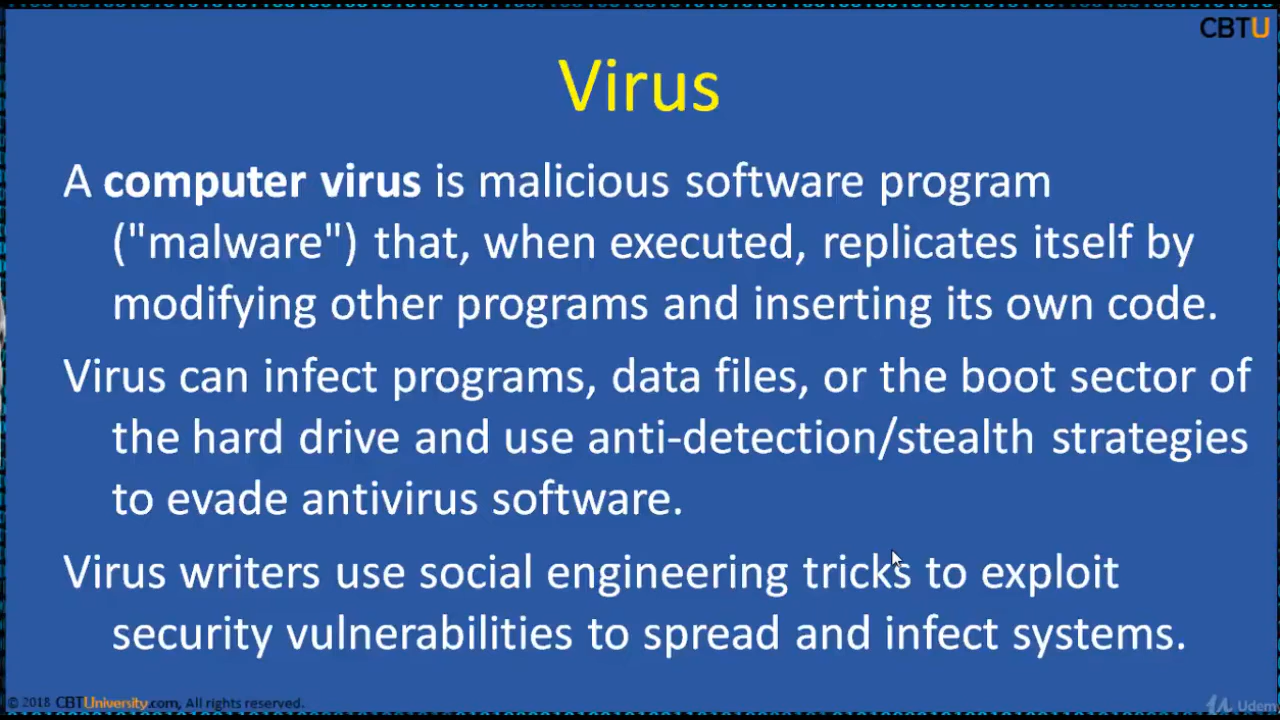 CBTU
Virus
A computer virus is malicious software program
("malware") that, when executed, replicates itself by
modifying other programs and inserting its own code.
Virus can infect programs, data files, or the boot sector of
the hard drive and use anti-detection/stealth strategies
to evade antivirus software.
Virus writers use social engineering tricks to exploit
security vulnerabilities to spread and infect systems.
© 2018 CBTUniversity.com, All rights reserved.